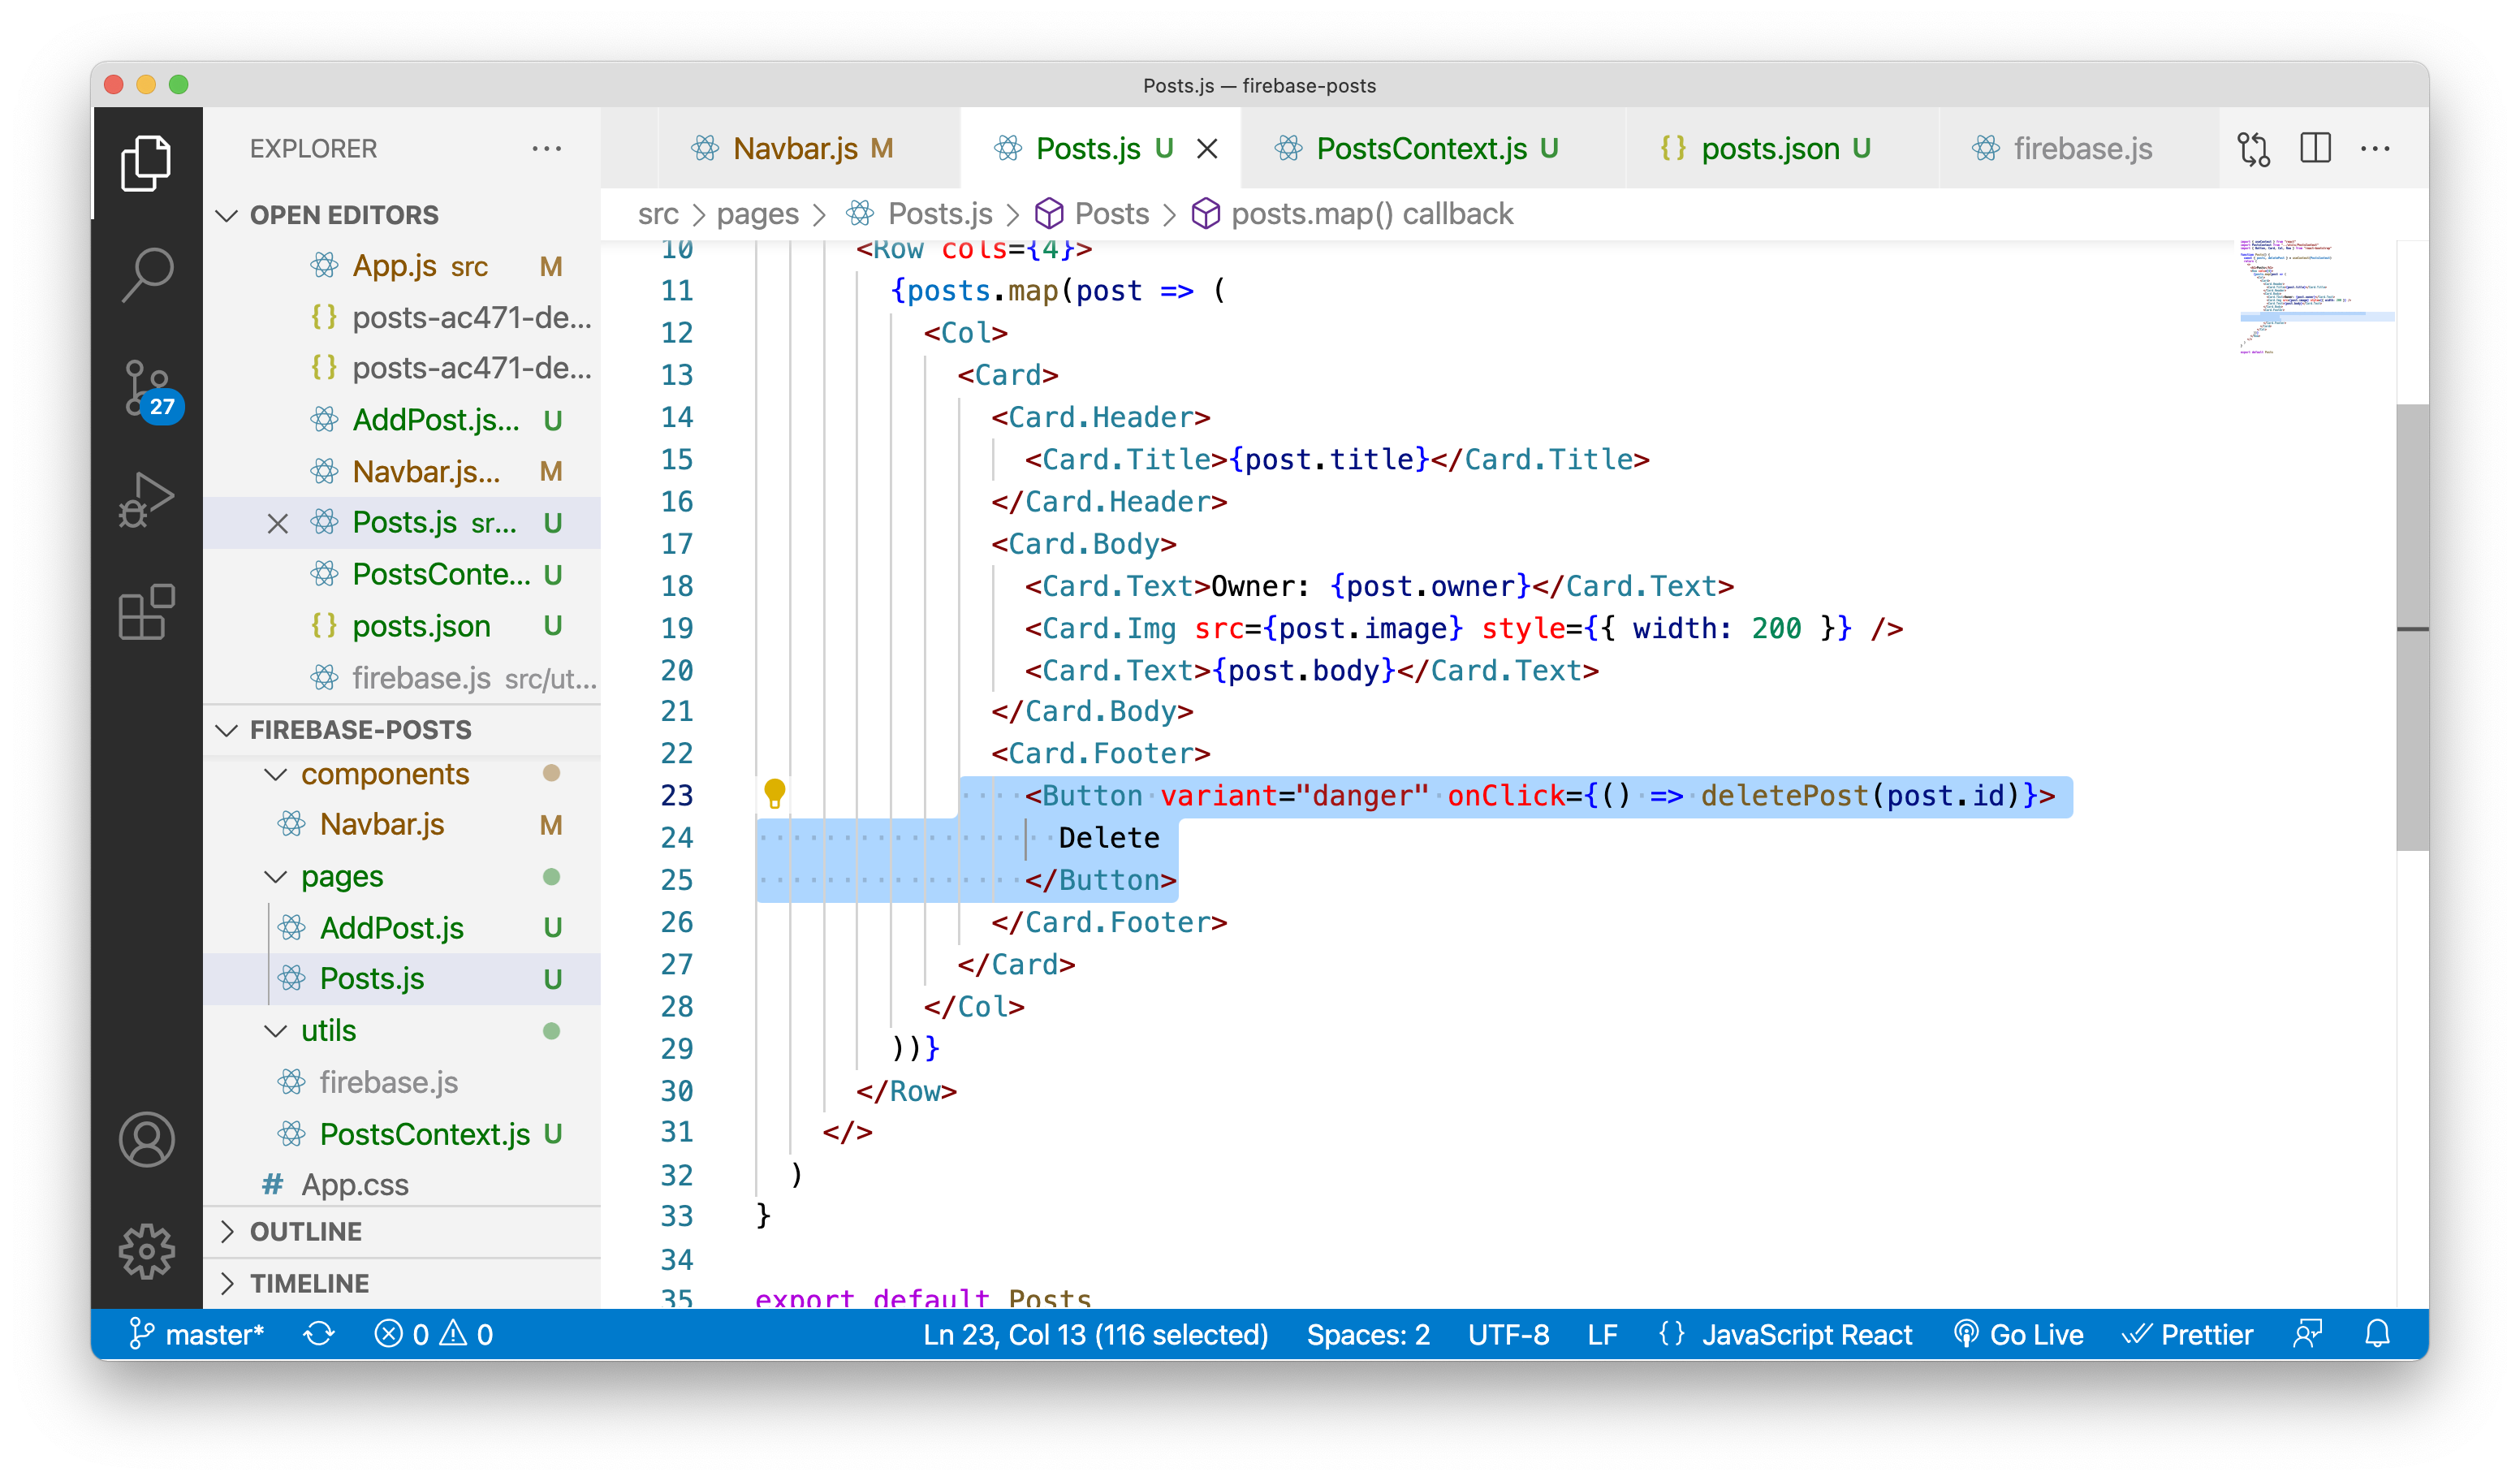 Posts.js — firebase-posts
EXPLORER
OPEN EDITORS
App.js src M
{} posts-ac471-de...
{} posts-ac471-de...
AddPost.js... U
Navbar.js... M
Posts.js sr... U
PostsConte... U
{} posts.json U
firebase.js src/ut...
FIREBASE-POSTS
components
Navbar.js M
pages
AddPost.js U
Posts.js U
utils
firebase.js
PostsContext.js U
# App.css
OUTLINE
TIMELINE
27
Navbar.js M
Posts.js U
PostsContext.js U
{} posts.json U
firebase.js
src > pages > Posts.js > Posts > posts.map() callback
10 <Row cols={4}>
11 {posts.map(post => (
12 <Col>
13 <Card>
14 <Card.Header>
15 <Card.Title>{post.title}</Card.Title>
16 </Card.Header>
17 <Card.Body>
18 <Card.Text>Owner: {post.owner}</Card.Text>
19 <Card.Img src={post.image} style={{ width: 200 }} />
20 <Card.Text>{post.body}</Card.Text>
21 </Card.Body>
22 <Card.Footer>
23 <Button variant="danger" onClick={() => deletePost(post.id)}>
24 Delete
25 </Button>
26 </Card.Footer>
27 </Card>
28 </Col>
29 ))}
30 </Row>
31 </>
32 )
33 }
34
35 export default Posts
master* 0 0 Ln 23, Col 13 (116 selected) Spaces: 2 UTF-8 LF {} JavaScript React Go Live Prettier